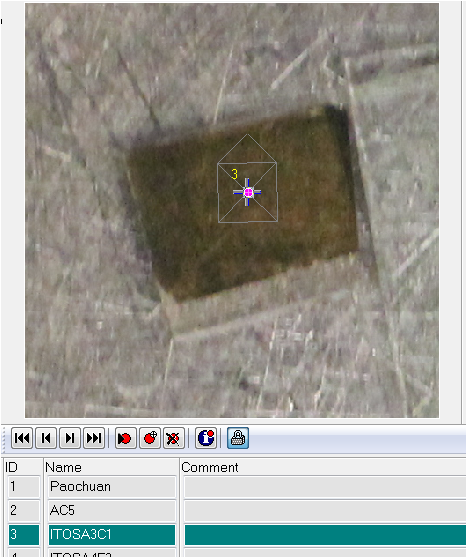 3
ID Name Comment
1 Paochuan
2 AC5
3 ITOSA3C1